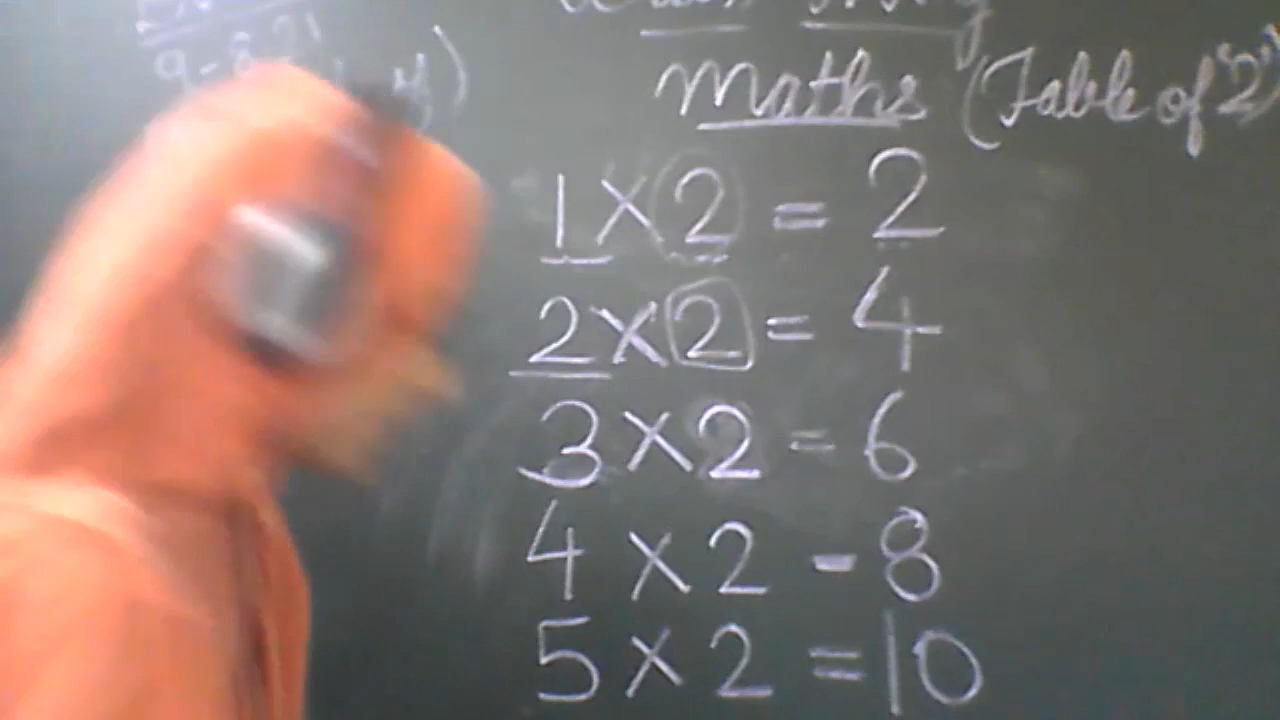 Maths (Table of '2')
1 × 2 = 2
2 × 2 = 4
3 × 2 = 6
4 × 2 - 8
5 × 2 = 10